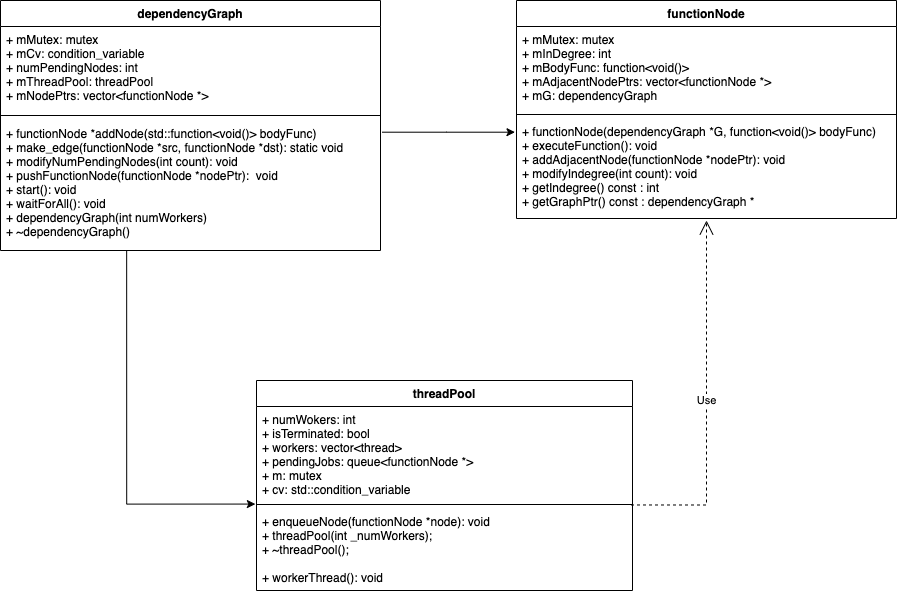 dependencyGraph
+ mMutex: mutex
+ mCv: condition_variable
+ numPendingNodes: int
+ mThreadPool: threadPool
+ mNodePtrs: vector<functionNode *>
+ functionNode *addNode(std::function<void()> bodyFunc)
+ make_edge(functionNode *src, functionNode *dst): static void
+ modifyNumPendingNodes(int count): void
+ pushFunctionNode(functionNode *nodePtr):  void
+ start(): void
+ waitForAll(): void
+ dependencyGraph(int numWorkers)
+ ~dependencyGraph()
functionNode
+ mMutex: mutex
+ mInDegree: int
+ mBodyFunc: function<void()>
+ mAdjacentNodePtrs: vector<functionNode *>
+ mG: dependencyGraph
+ functionNode(dependencyGraph *G, function<void()> bodyFunc)
+ executeFunction(): void
+ addAdjacentNode(functionNode *nodePtr): void
+ modifyIndegree(int count): void
+ getIndegree() const : int
+ getGraphPtr() const : dependencyGraph *
Use
threadPool
+ numWokers: int
+ isTerminated: bool
+ workers: vector<thread>
+ pendingJobs: queue<functionNode *>
+ m: mutex
+ cv: std::condition_variable
+ enqueueNode(functionNode *node): void
+ threadPool(int _numWorkers);
+ ~threadPool();
+ workerThread(): void